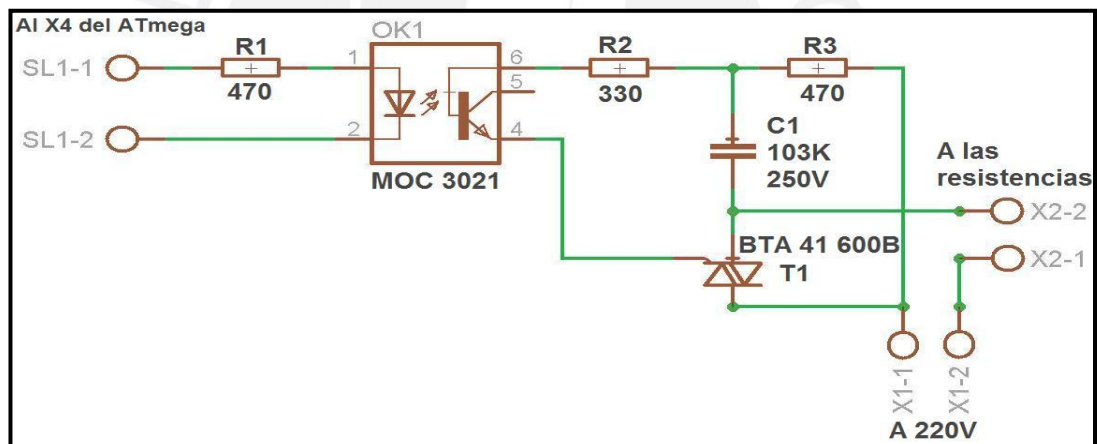 Al X4 del ATmega
SL1-1
R1
470
OK1
1
2
6
5
4
MOC 3021
SL1-2
R2
330
R3
470
C1
103K
250V
A las
resistencias
X2-2
X2-1
BTA 41 600B
T1
X1-1
X1-2
A 220V